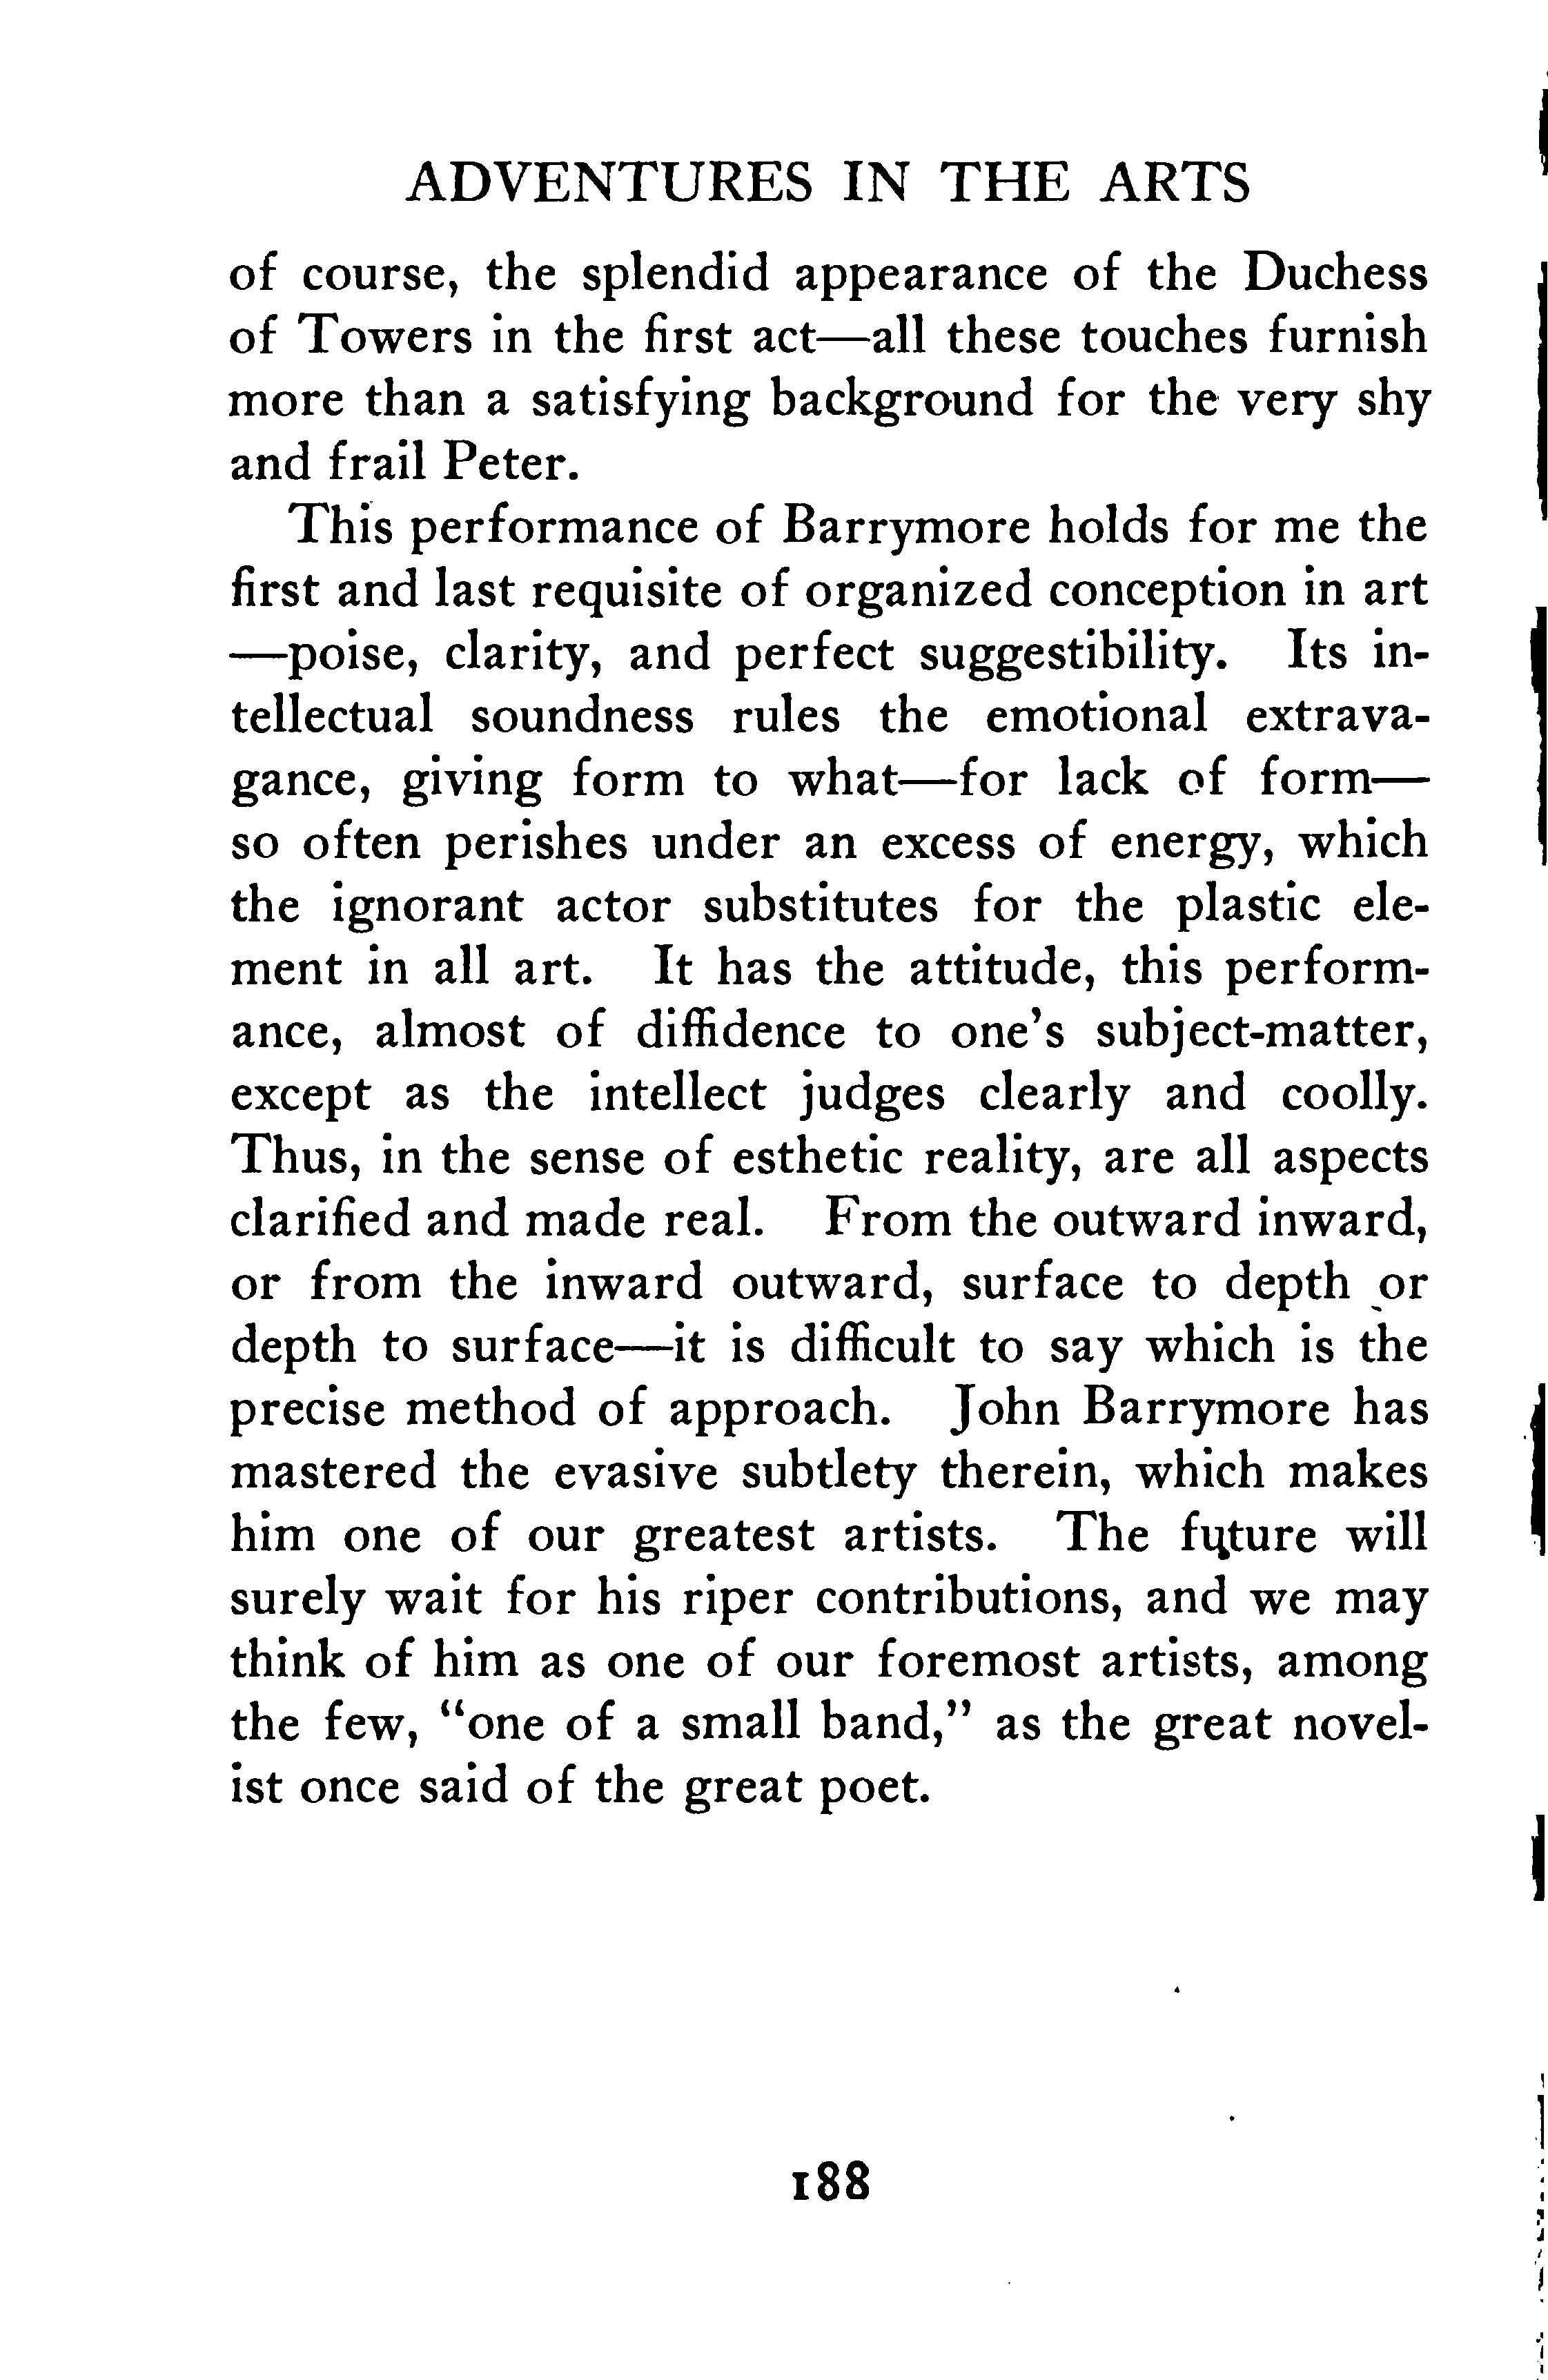 ADVENTURES IN THE ARTS
of course, the splendid appearance of the Duchess
of Towers in the first act—all these touches furnish
more than a satisfying background for the very shy
and frail Peter.
This performance of Barrymore holds for me the
first and last requisite of organized conception in art
—poise, clarity, and perfect suggestibility. Its in-
tellectual soundness rules the emotional extrava-
gance, giving form to what—for lack of form—
so often perishes under an excess of energy, which
the ignorant actor substitutes for the plastic ele-
ment in all art. It has the attitude, this perform-
ance, almost of diffidence to one's subject-matter,
except as the intellect judges clearly and coolly.
Thus, in the sense of esthetic reality, are all aspects
clarified and made real. From the outward inward,
or from the inward outward, surface to depth or
depth to surface—it is difficult to say which is the
precise method of approach. John Barrymore has
mastered the evasive subtlety therein, which makes
him one of our greatest artists. The future will
surely wait for his riper contributions, and we may
think of him as one of our foremost artists, among
the few, "one of a small band," as the great novel-
ist once said of the great poet.
188